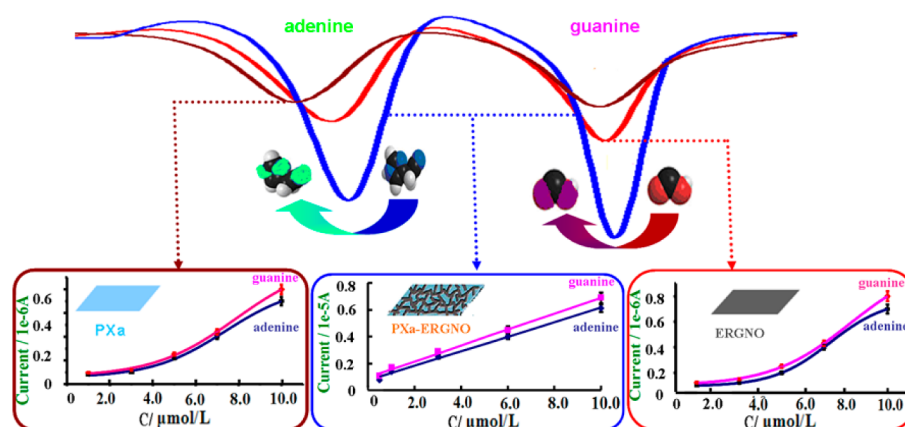 adenine
guanine
Current / 1e-6A
0.6
0.4
0.2
0
2.0
4.0
6.0
8.0
10.0
C/ µmol/L
PXa
guanine
adenine
Current / 1e-5A
0.8
0.6
0.4
0.2
0
0
2.0
4.0
6.0
8.0
10.0
C/ µmol/L
PXa-ERGNO
guanine
adenine
Current / 1e-6A
0.8
0.6
0.4
0.2
0
2.0
4.0
6.0
8.0
10.0
C/ µmol/L
ERGNO
guanine
adenine